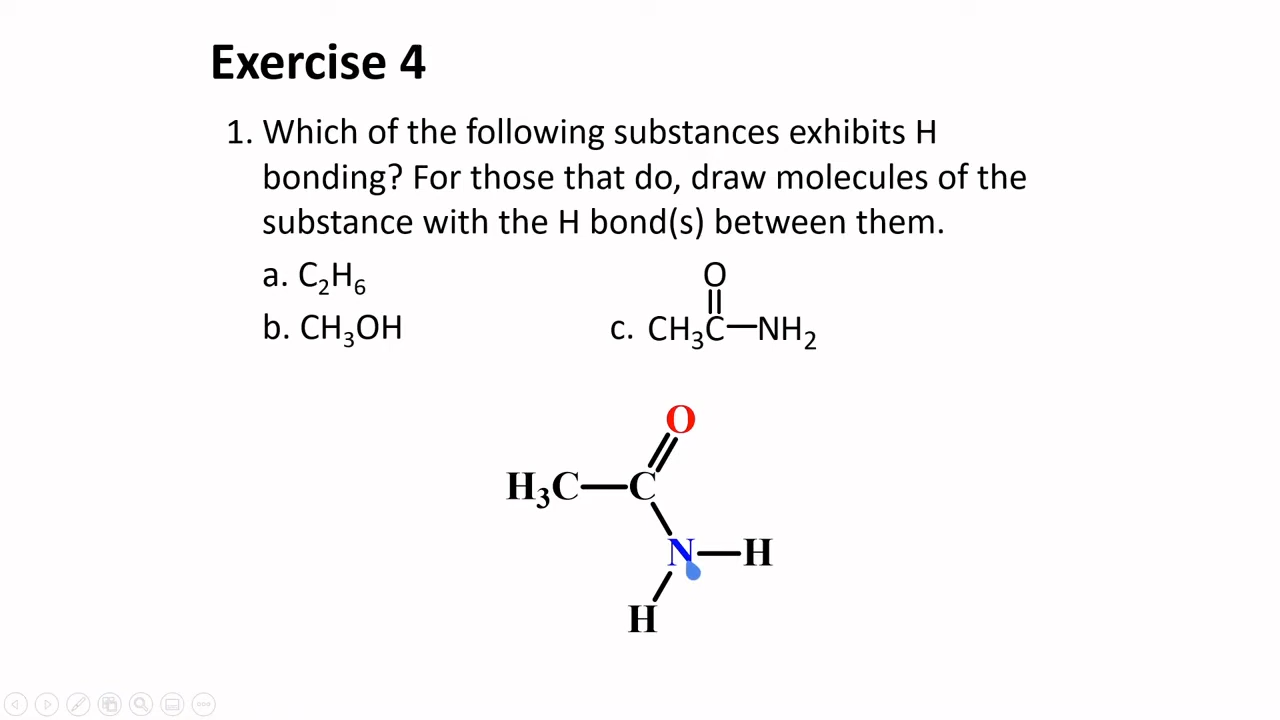 Exercise 4
1. Which of the following substances exhibits H
bonding? For those that do, draw molecules of the
substance with the H bond(s) between them.
a. C₂H₆
O
b. CH₃OH
c. CH₃C—NH₂
O
H₃C—C
N—H
H